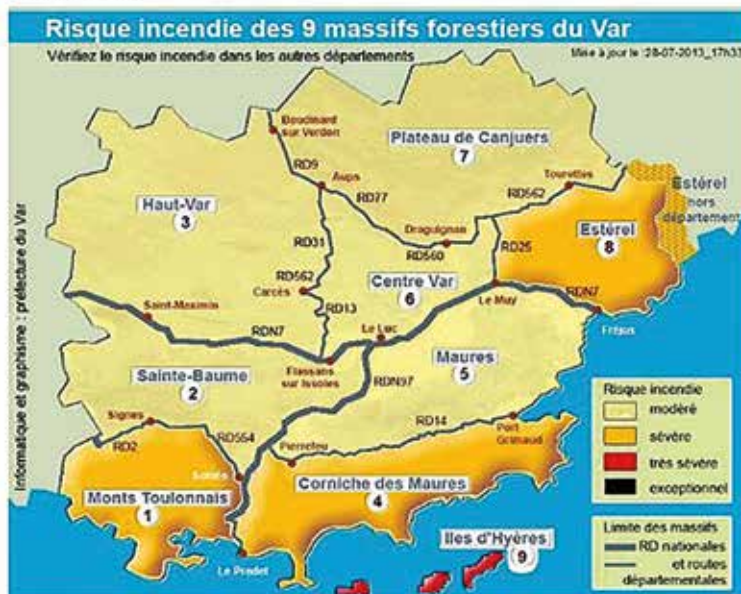 Risque incendie des 9 massifs forestiers du Var
Vérifiez le risque incendie dans les autres départements
Mise à jour le :28-07-2013_17h33
Informatique et graphisme : préfecture du Var
Baudinard
sur Verdon
Plateau de Canjuers
7
RD9
Aups
Tourettes
Estérel
hors
département
RD77
RD562
Haut-Var
3
Estérel
8
Draguignan
RD31
RD560
RD25
RD562
Carcès
Centre Var
6
Saint-Maximin
RD13
Le Muy
RDN7
RDN7
Le Luc
Fréjus
Flassans
sur Issoles
Maures
5
Sainte-Baume
2
RDN97
Signes
RD14
Port
Grimaud
RD2
RD554
Pierrefeu
Monts Toulonnais
1
Corniche des Maures
4
Iles d'Hyères
9
Le Pradet
Risque incendie
modéré
sévère
très sévère
exceptionnel
Limite des massifs
RD nationales
et routes
départementales